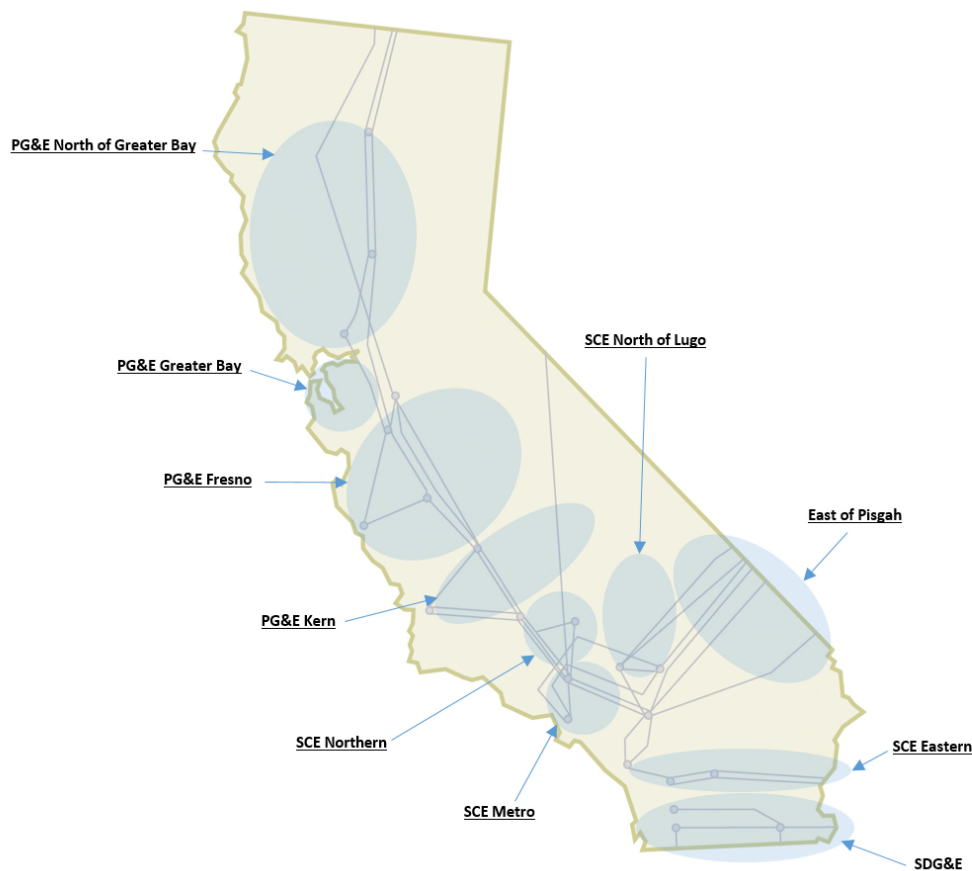 PG&E North of Greater Bay
SCE North of Lugo
PG&E Greater Bay
PG&E Fresno
East of Pisgah
PG&E Kern
SCE Northern
SCE Eastern
SCE Metro
SDG&E